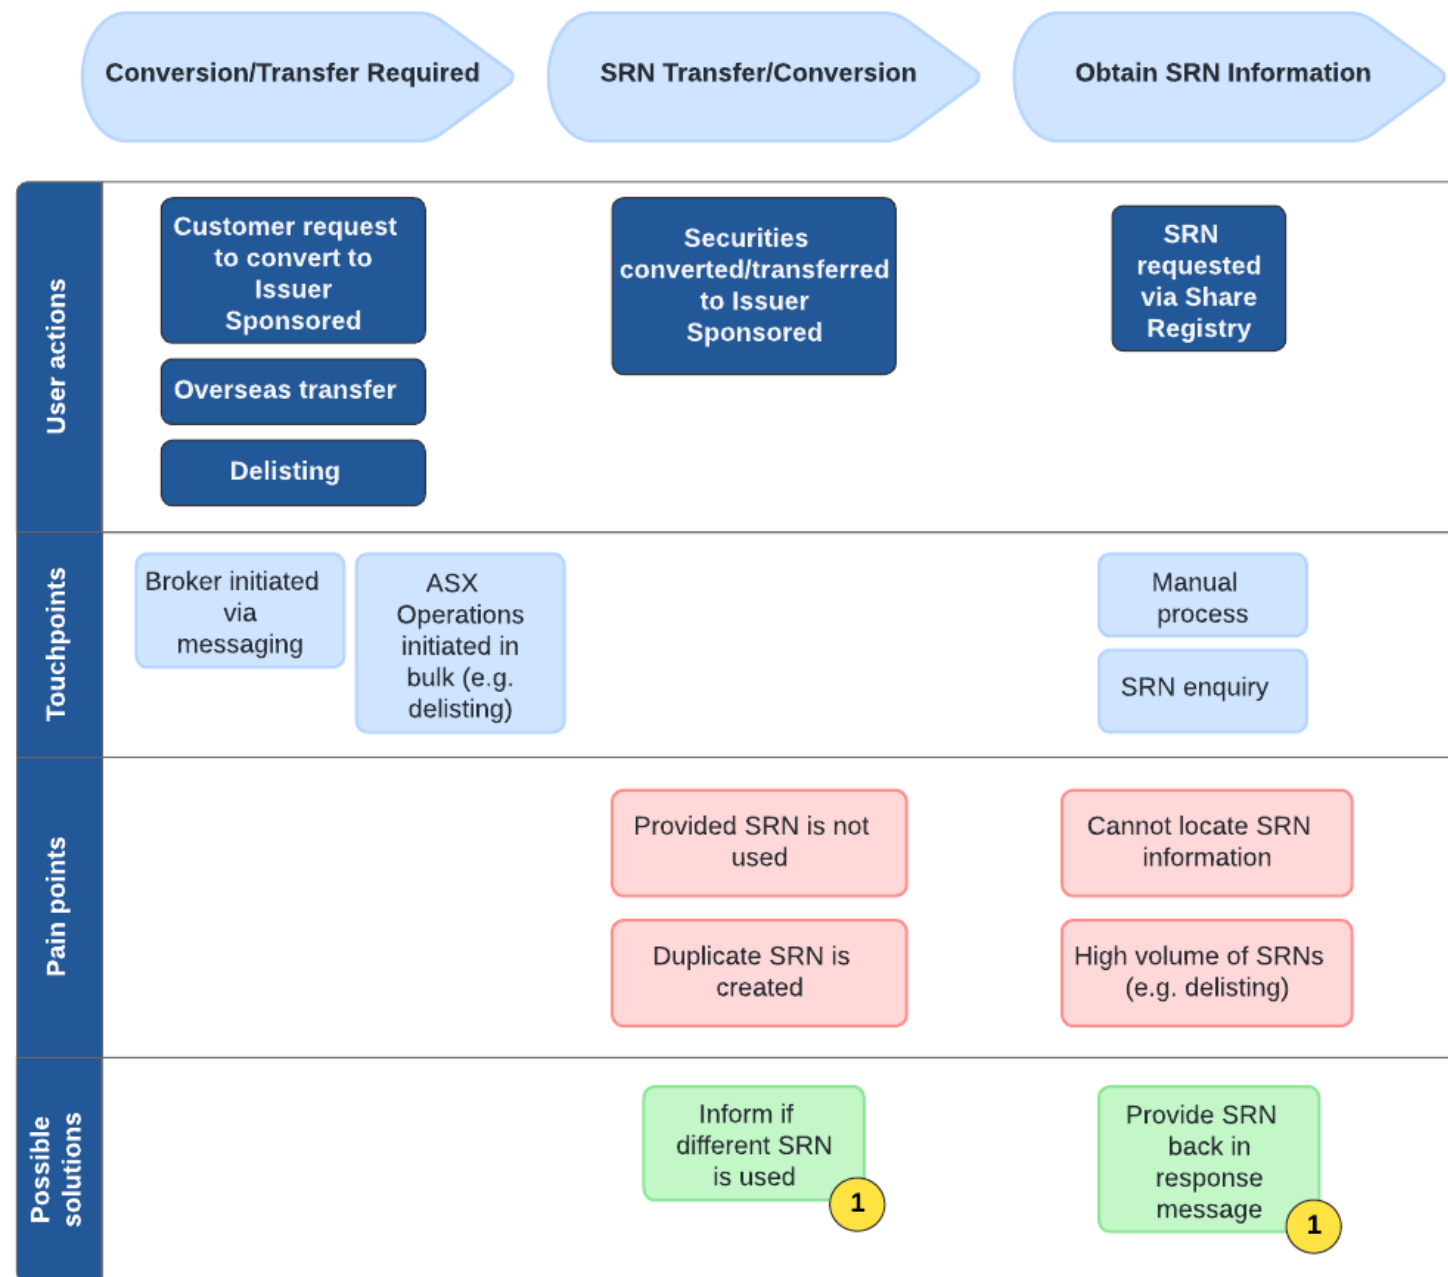 Conversion/Transfer Required
SRN Transfer/Conversion
Obtain SRN Information
User actions
Customer request
to convert to
Issuer
Sponsored
Overseas transfer
Delisting
Securities
converted/transferred
to Issuer
Sponsored
SRN
requested
via Share
Registry
Touchpoints
Broker initiated
via
messaging
ASX
Operations
initiated in
bulk (e.g.
delisting)
Manual
process
SRN enquiry
Pain points
Provided SRN is not
used
Duplicate SRN is
created
Cannot locate SRN
information
High volume of SRNs
(e.g. delisting)
Possible
solutions
Inform if
different SRN
is used
1
Provide SRN
back in
response
message
1